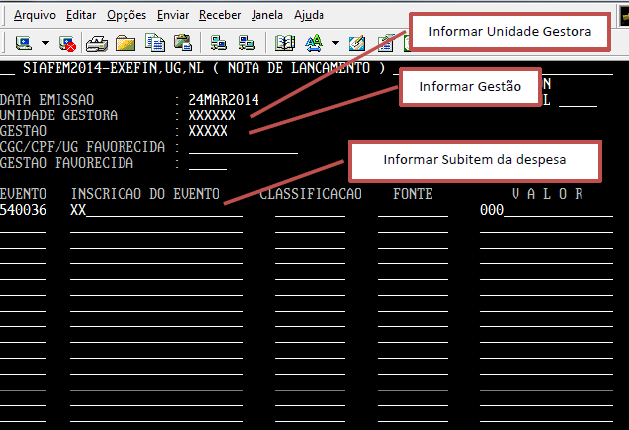 Arquivo Editar Opções Enviar Receber Janela Ajuda
Informar Unidade Gestora
__ SIAFEM2014-EXEFIN,UG,NL ( NOTA DE LANCAMENTO )
Informar Gestão
N
DATA EMISSAO : 24MAR2014
L
UNIDADE GESTORA : XXXXXX
GESTAO : XXXXX
CGC/CPF/UG FAVORECIDA :
GESTAO FAVORECIDA :
Informar Subitem da despesa
EVENTO INSCRICAO DO EVENTO CLASSIFICACAO FONTE V A L O R
540036 XX 000